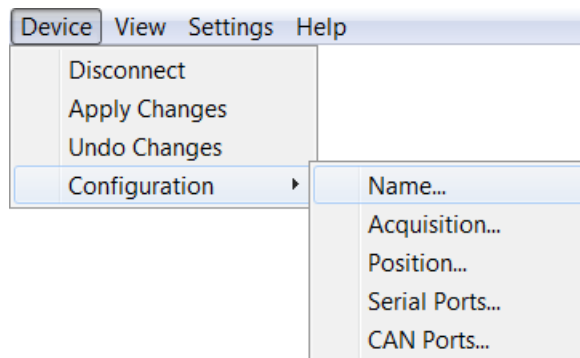 Device View Settings Help
Disconnect
Apply Changes
Undo Changes
Configuration
Name...
Acquisition...
Position...
Serial Ports...
CAN Ports...